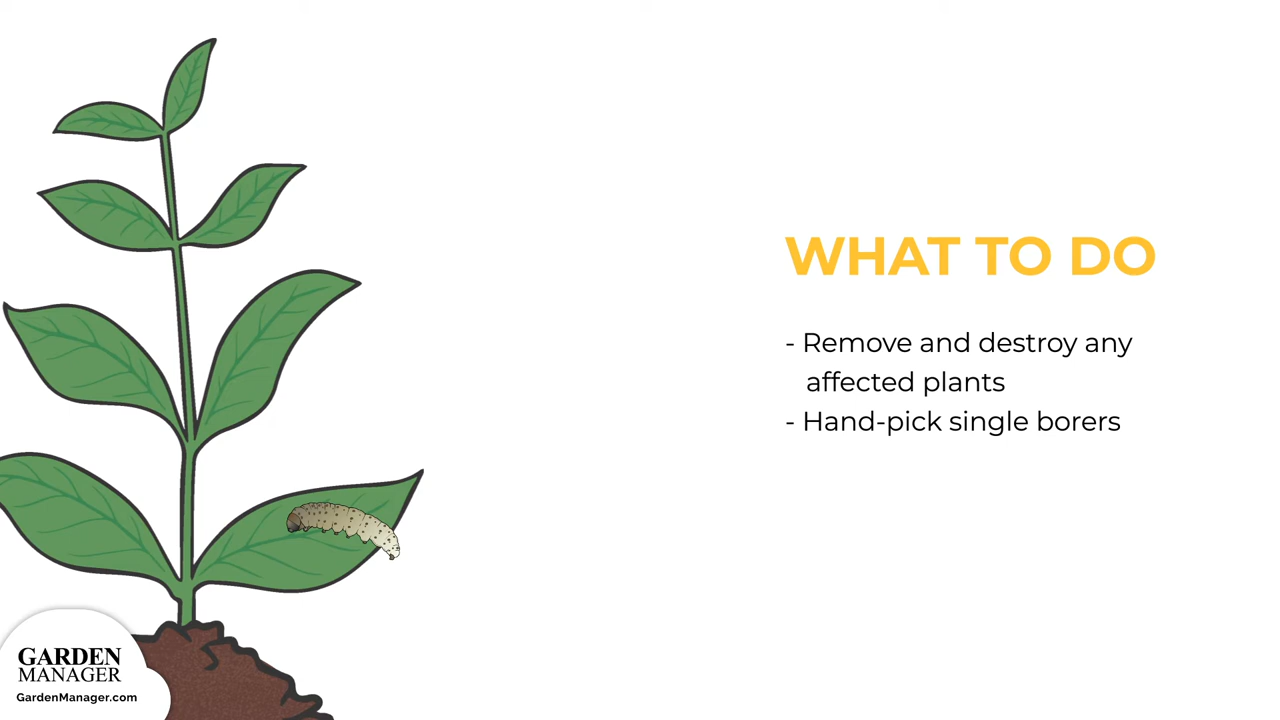 WHAT TO DO
- Remove and destroy any
affected plants
- Hand-pick single borers
GARDEN
MANAGER
GardenManager.com